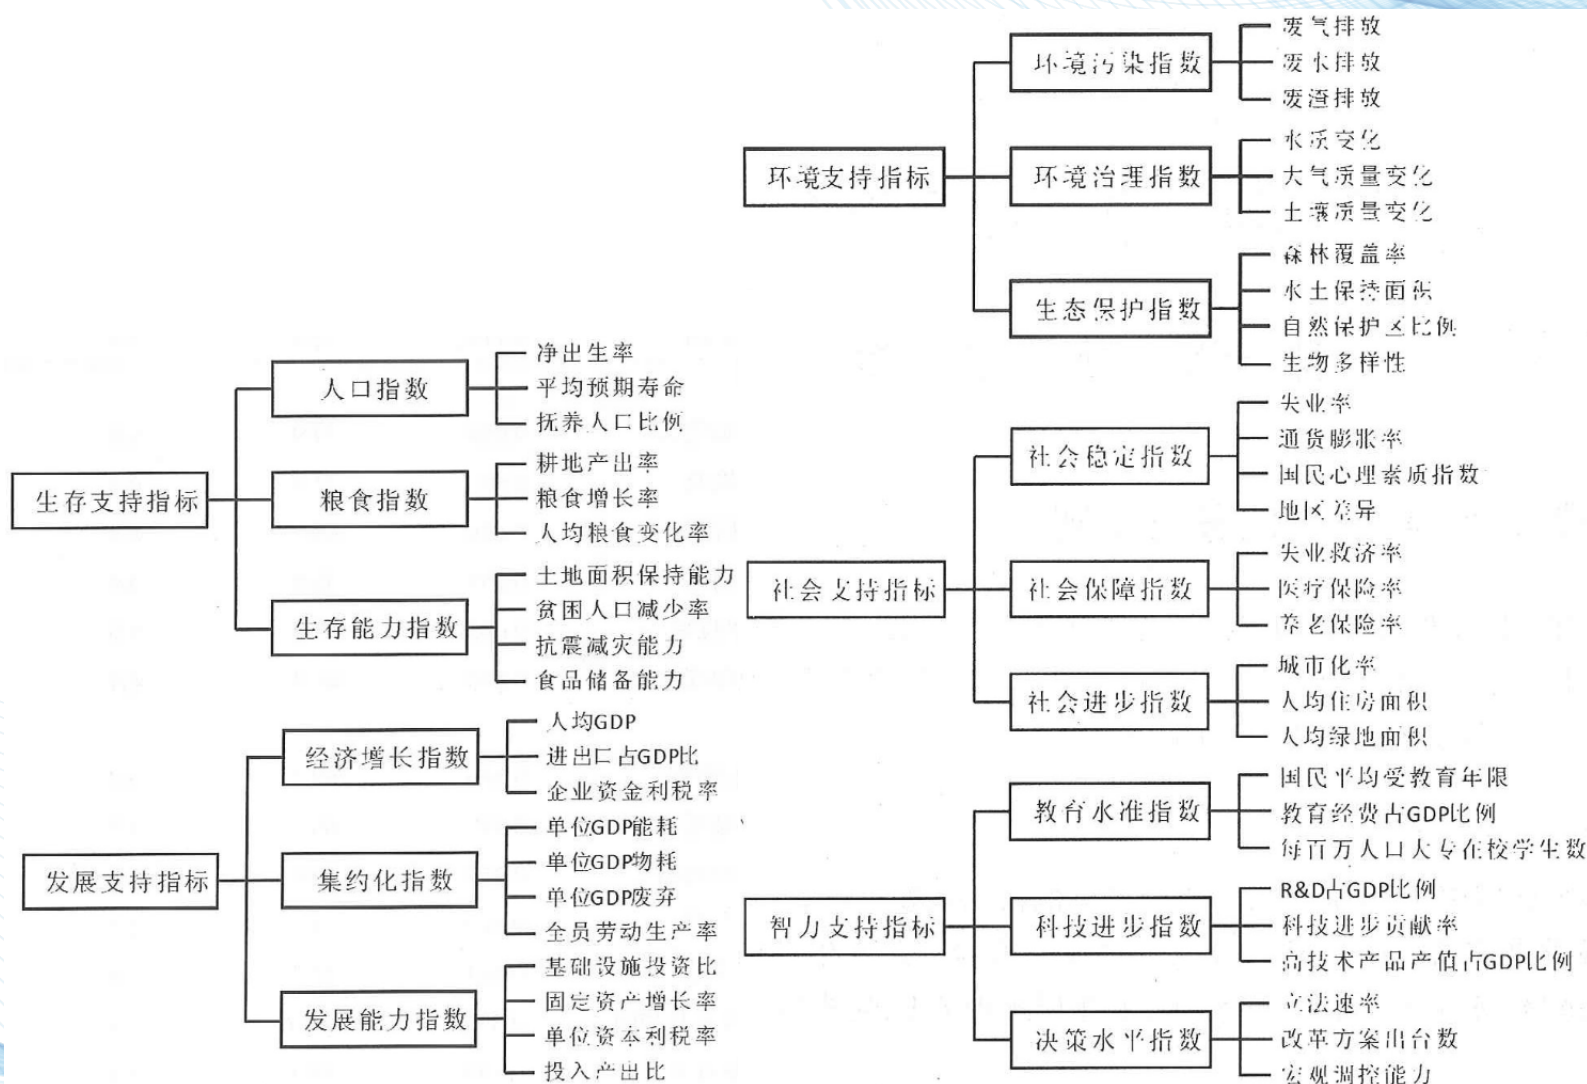 生存支持指标
人口指数
净出生率
平均预期寿命
抚养人口比例
粮食指数
耕地产出率
粮食增长率
人均粮食变化率
生存能力指数
土地面积保持能力
贫困人口减少率
抗震减灾能力
食品储备能力
发展支持指标
经济增长指数
人均GDP
进出口占GDP比
企业资金利税率
集约化指数
单位GDP能耗
单位GDP物耗
单位GDP废弃
全员劳动生产率
发展能力指数
基础设施投资比
固定资产增长率
单位资本利税率
投入产出比
环境支持指标
环境污染指数
废气排放
废水排放
废渣排放
环境治理指数
水质变化
大气质量变化
土壤质量变化
生态保护指数
森林覆盖率
水土保持面积
自然保护区比例
生物多样性
社会支持指标
社会稳定指数
失业率
通货膨胀率
国民心理素质指数
地区差异
社会保障指数
失业救济率
医疗保险率
养老保险率
社会进步指数
城市化率
人均住房面积
人均绿地面积
智力支持指标
教育水准指数
国民平均受教育年限
教育经费占GDP比例
每百万人口大专在校学生数
科技进步指数
R&D占GDP比例
科技进步贡献率
高技术产品产值占GDP比例
决策水平指数
立法速率
改革方案出台数
宏观调控能力